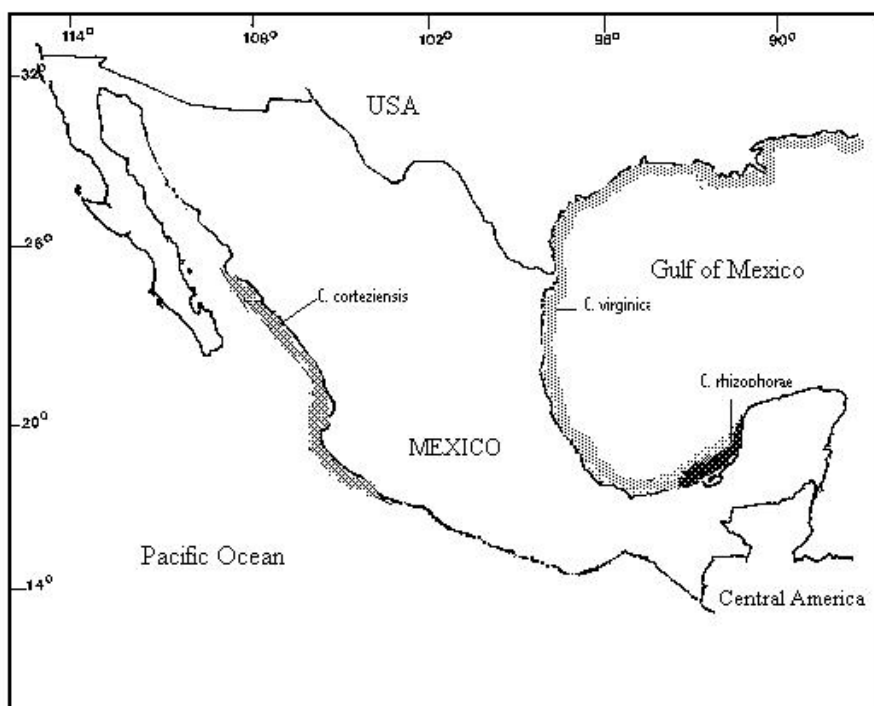 114° 108° 102° 96° 90°
32°
USA
26°
Gulf of Mexico
C. corteziensis
C. virginica
C. rhizophorae
20°
MEXICO
Pacific Ocean
14°
Central America